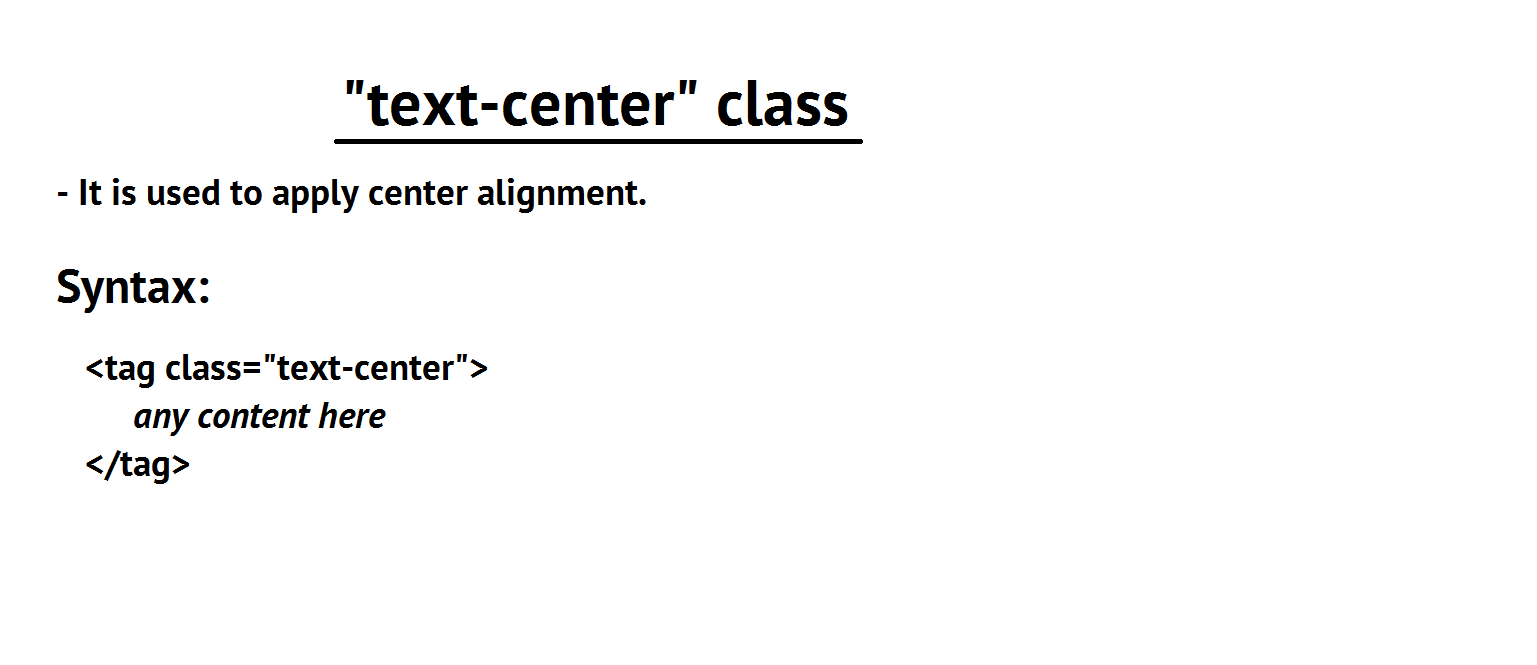 "text-center" class
- It is used to apply center alignment.
Syntax:
<tag class="text-center">
any content here
</tag>